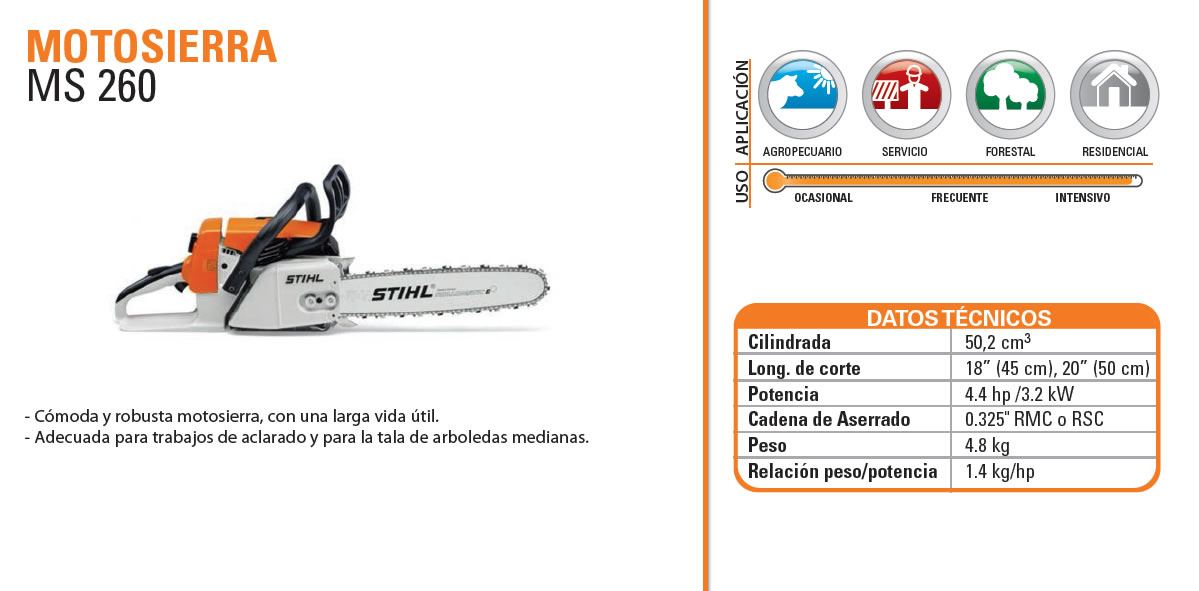 MOTOSIERRA
MS 260
STIHL
STIHL
- Cómoda y robusta motosierra, con una larga vida útil.
- Adecuada para trabajos de aclarado y para la tala de arboledas medianas.
APLICACIÓN
AGROPECUARIO SERVICIO FORESTAL RESIDENCIAL
USO
OCASIONAL FRECUENTE INTENSIVO
DATOS TÉCNICOS
Cilindrada 50,2 cm³
Long. de corte 18” (45 cm), 20” (50 cm)
Potencia 4.4 hp /3.2 kW
Cadena de Aserrado 0.325" RMC o RSC
Peso 4.8 kg
Relación peso/potencia 1.4 kg/hp